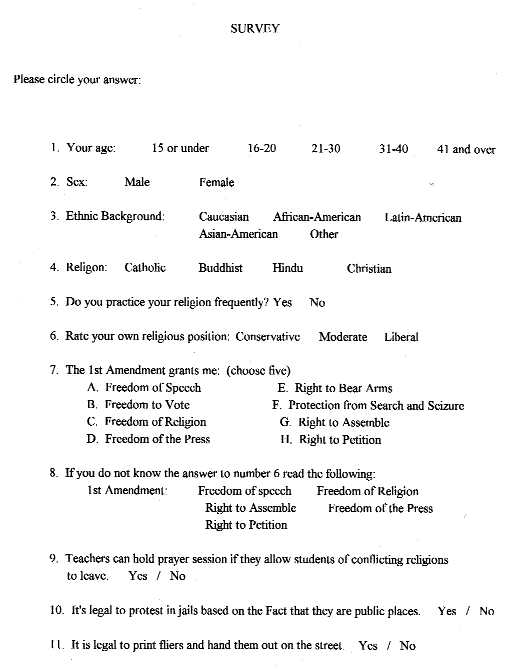 SURVEY
Please circle your answer:
1. Your age: 15 or under 16-20 21-30 31-40 41 and over
2. Sex: Male Female
3. Ethnic Background: Caucasian African-American Latin-American
Asian-American Other
4. Religon: Catholic Buddhist Hindu Christian
5. Do you practice your religion frequently? Yes No
6. Rate your own religious position: Conservative Moderate Liberal
7. The 1st Amendment grants me: (choose five)
A. Freedom of Speech E. Right to Bear Arms
B. Freedom to Vote F. Protection from Search and Seizure
C. Freedom of Religion G. Right to Assemble
D. Freedom of the Press H. Right to Petition
8. If you do not know the answer to number 6 read the following:
1st Amendment: Freedom of speech Freedom of Religion
Right to Assemble Freedom of the Press
Right to Petition
9. Teachers can hold prayer session if they allow students of conflicting religions
to leave. Yes / No
10. It's legal to protest in jails based on the Fact that they are public places. Yes / No
11. It is legal to print fliers and hand them out on the street. Yes / No